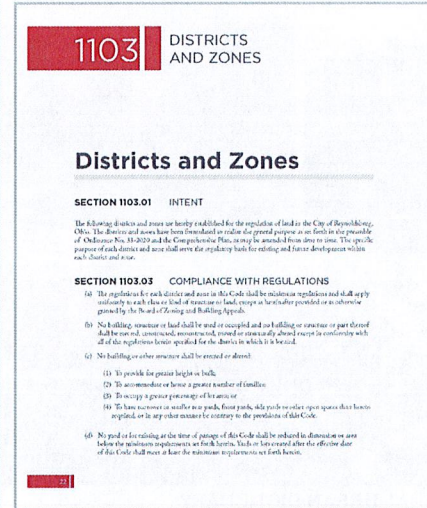 1103 DISTRICTS
AND ZONES
Districts and Zones
SECTION 1103.01 INTENT
The following districts and zones are hereby established for the regulation of land in the City of Reynoldsburg,
Ohio. The districts and zones have been formulated to realize the general purpose as set forth in the preamble
of Ordinance No. 35-2020 and the Comprehensive Plan, as may be amended from time to time. The specific
purpose of each district and zone shall serve the regulatory basis for existing and future development within
each district and zone.
SECTION 1103.03 COMPLIANCE WITH REGULATIONS
(a) The regulations for each district and zone in this Code shall be minimum regulations and shall apply
uniformly to each class or kind of structure or land, except as hereinafter provided or as otherwise
granted by the Board of Zoning and Building Appeals.
(b) No building, structure or land shall be used or occupied and no building or structure or part thereof
shall be erected, constructed, reconstructed, moved or structurally altered except in conformity with
all of the regulations herein specified for the district in which it is located.
(c) No building or other structure shall be erected or altered:
(1) To provide for greater height or bulk;
(2) To accommodate or house a greater number of families;
(3) To occupy a greater percentage of lot area; or
(4) To have narrower or smaller rear yards, front yards, side yards or other open spaces than herein
required, or in any other manner be contrary to the provisions of this Code.
(d) No yard or lot existing at the time of passage of this Code shall be reduced in dimension or area
below the minimum requirements set forth herein. Yards or lots created after the effective date
of this Code shall meet at least the minimum requirements set forth herein.
22